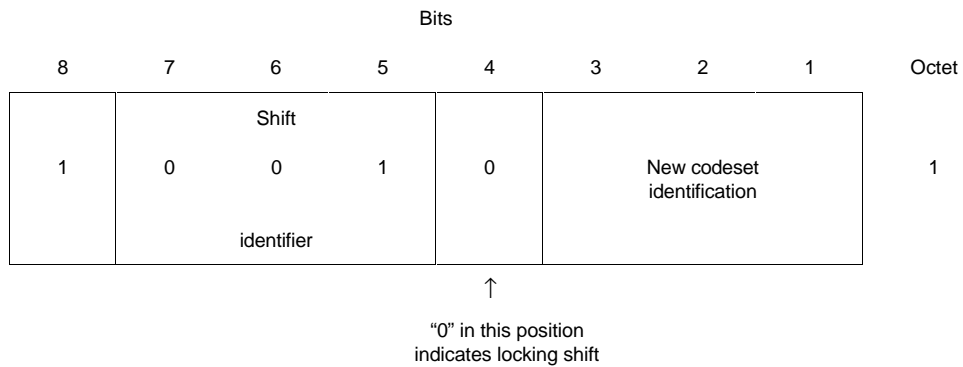 Bits
8 7 6 5 4 3 2 1 Octet
Shift
1 0 0 1 0 New codeset 1
identification
identifier
↑
“0” in this position
indicates locking shift